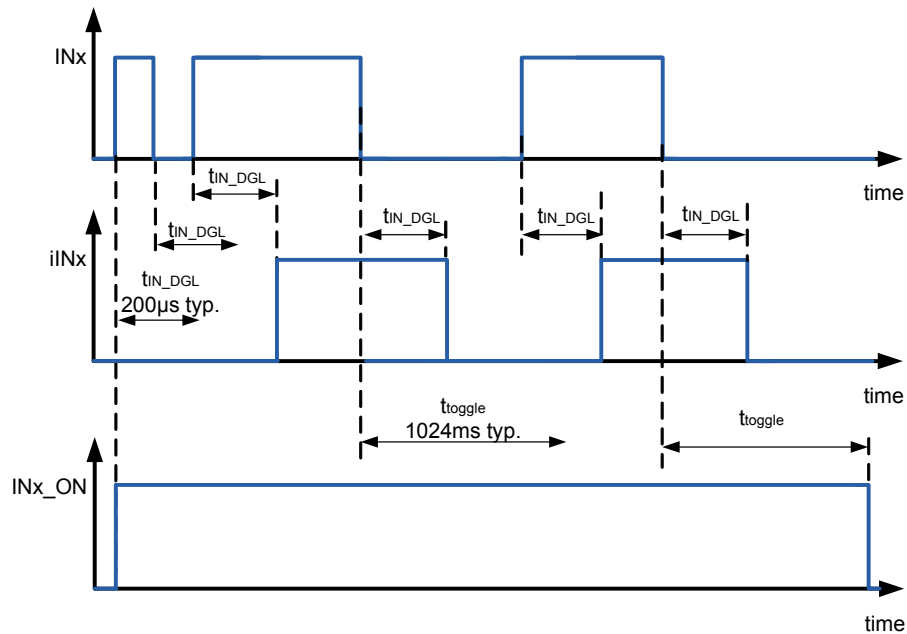 INx
time
tIN_DGL
tIN_DGL
tIN_DGL
tIN_DGL
tIN_DGL
iINx
tIN_DGL
200µs typ.
time
ttoggle
1024ms typ.
ttoggle
INx_ON
time